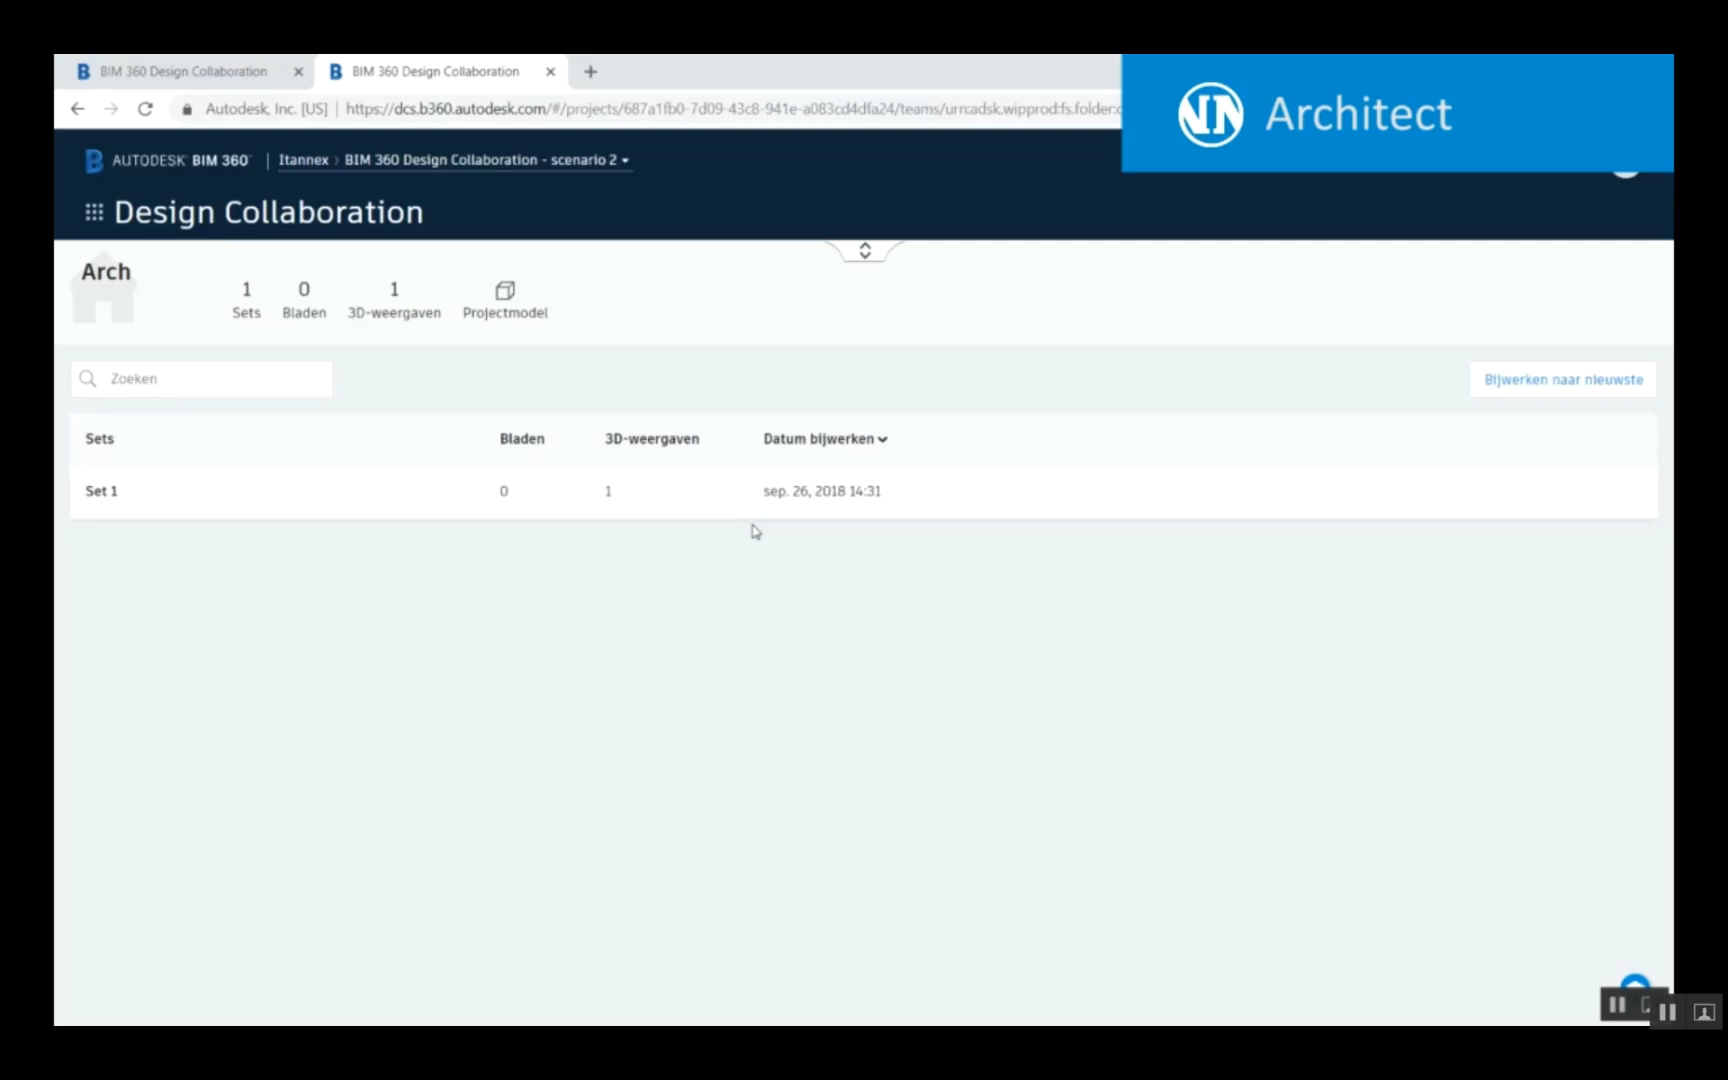 BIM 360 Design Collaboration
BIM 360 Design Collaboration
Autodesk, Inc. [US] | https://dcs.b360.autodesk.com/#/projects/687a1fb0-7d09-43c8-941e-a083cd4dfa24/teams/urn:adsk.wipprod:fs.folder:c
Architect
AUTODESK BIM 360 | Itannex > BIM 360 Design Collaboration - scenario 2
Design Collaboration
Arch
1 0 1
Sets Bladen 3D-weergaven Projectmodel
Zoeken
Bijwerken naar nieuwste
Sets Bladen 3D-weergaven Datum bijwerken
Set 1 0 1 sep. 26, 2018 14:31